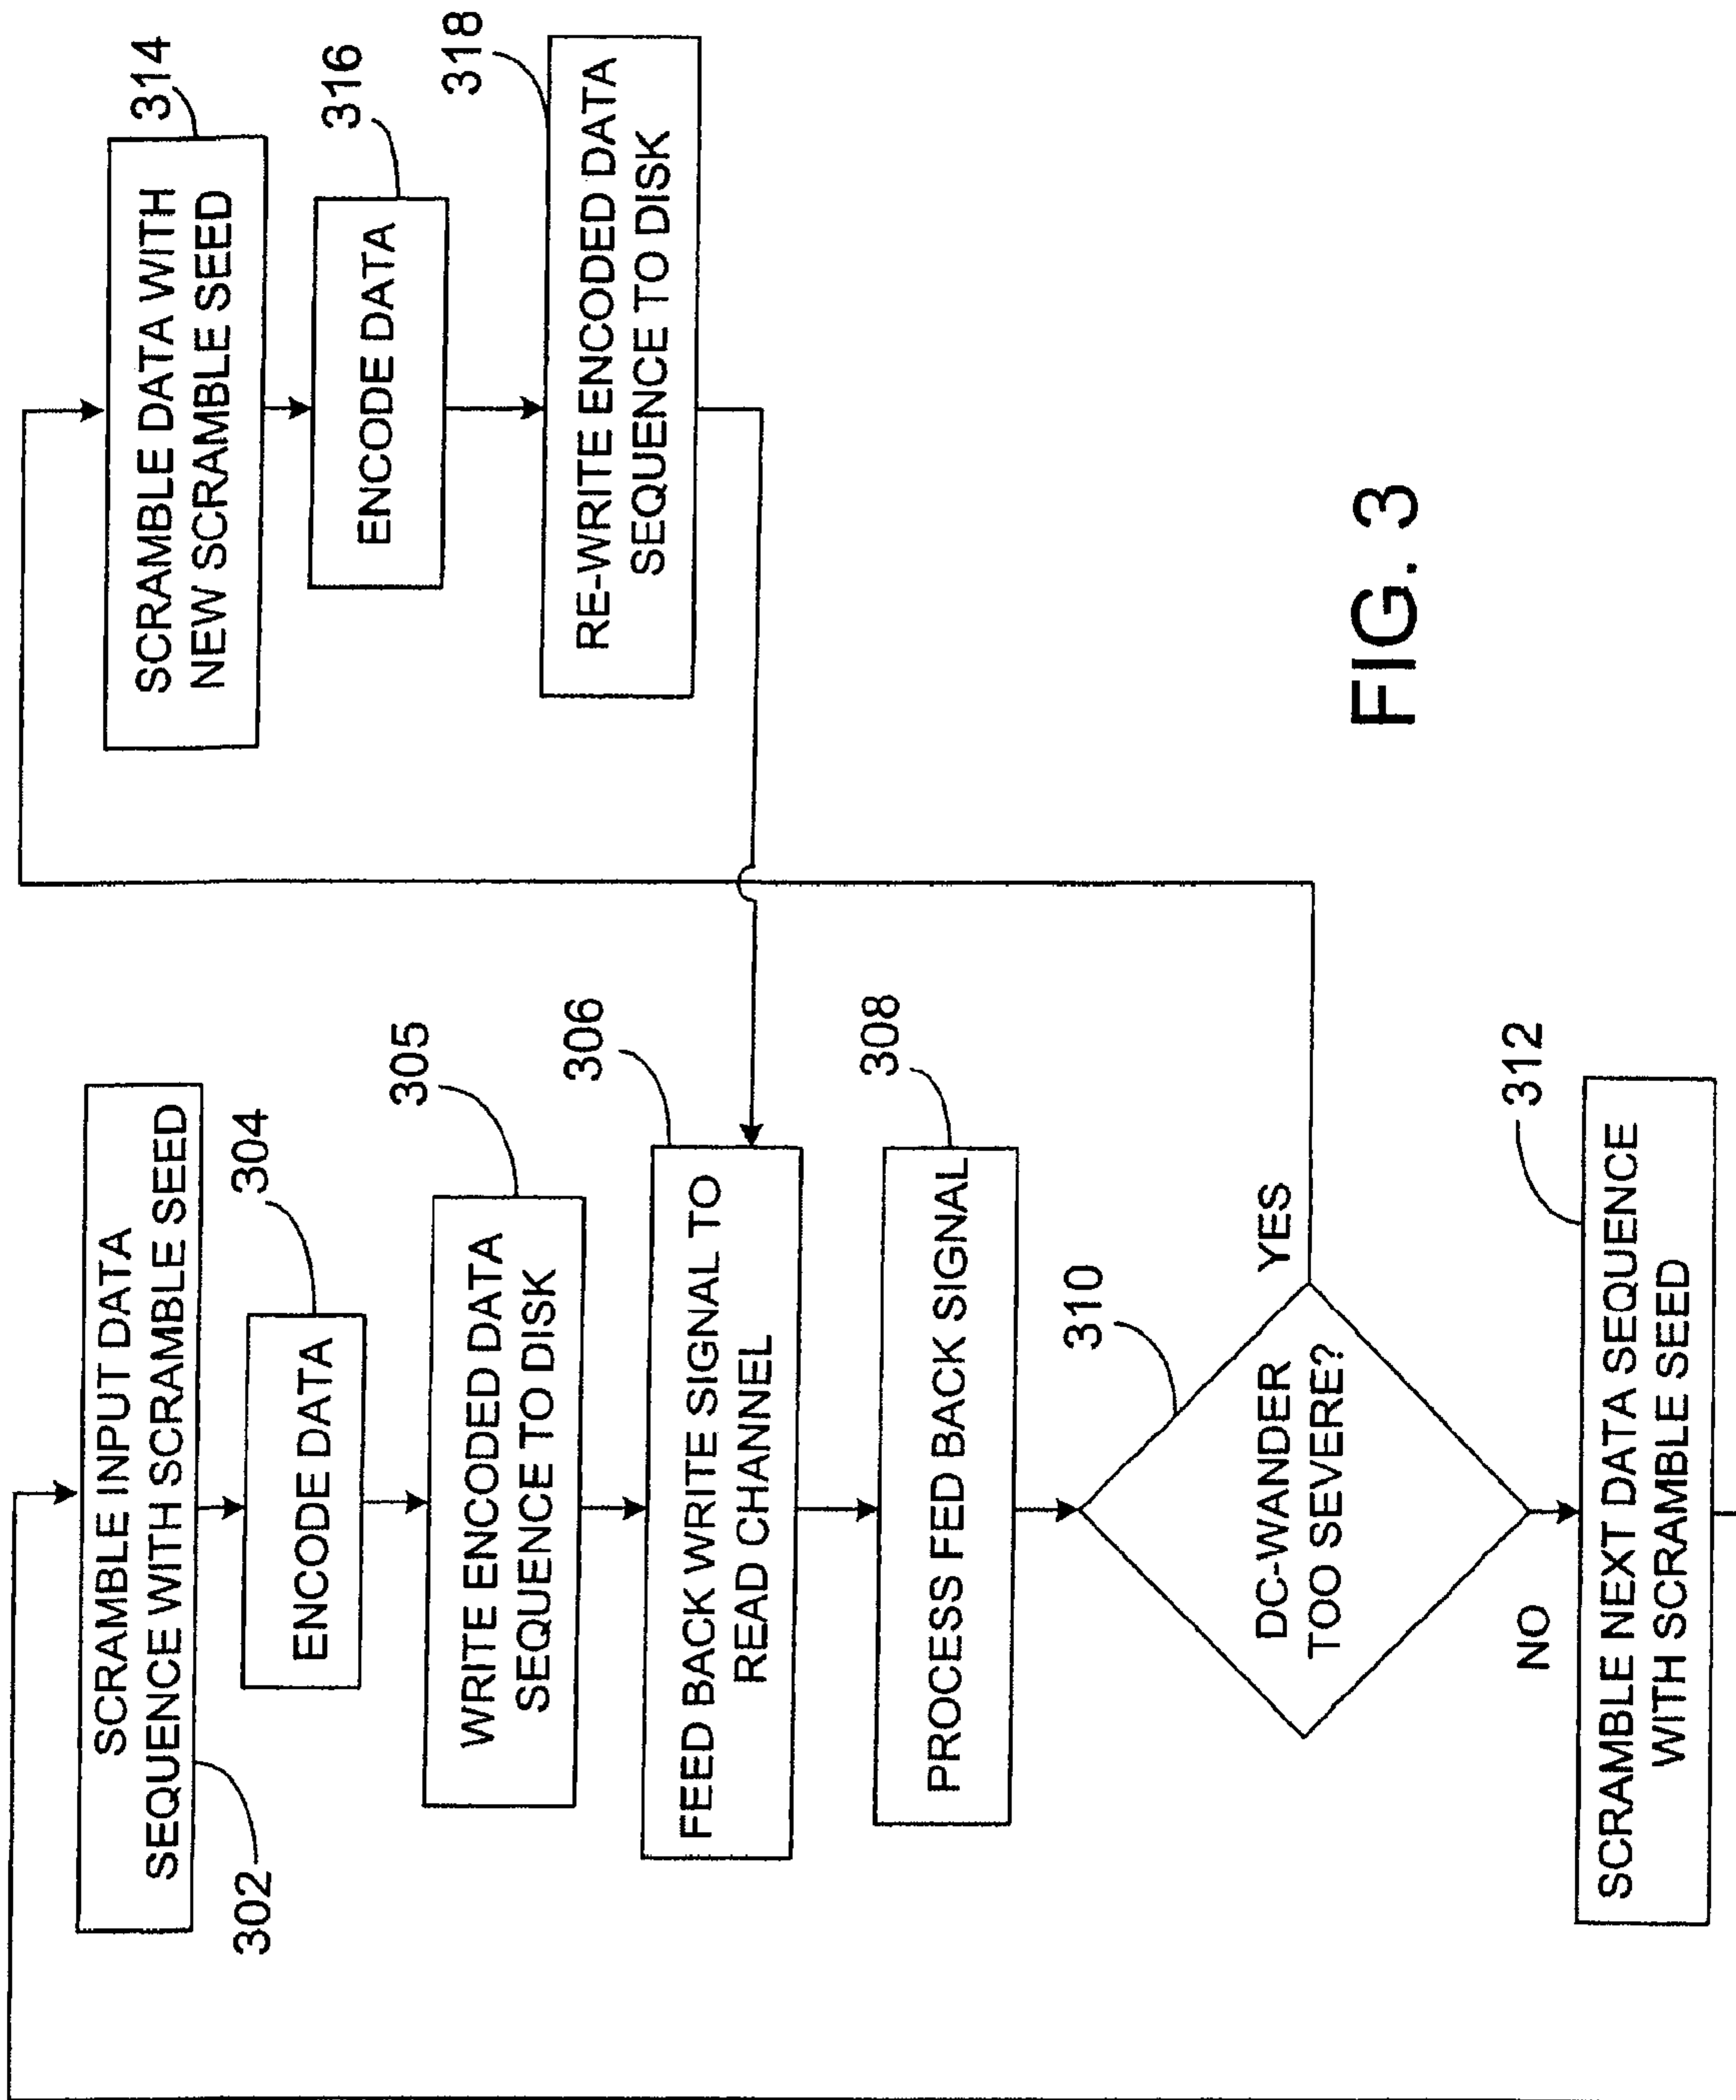 SCRAMBLE INPUT DATA
SEQUENCE WITH SCRAMBLE SEED
302
ENCODE DATA
304
WRITE ENCODED DATA
SEQUENCE TO DISK
305
FEED BACK WRITE SIGNAL TO
READ CHANNEL
306
PROCESS FED BACK SIGNAL
308
DC-WANDER
TOO SEVERE?
310
YES
NO
SCRAMBLE NEXT DATA SEQUENCE
WITH SCRAMBLE SEED
312
SCRAMBLE DATA WITH
NEW SCRAMBLE SEED
314
ENCODE DATA
316
RE-WRITE ENCODED DATA
SEQUENCE TO DISK
318
FIG. 3